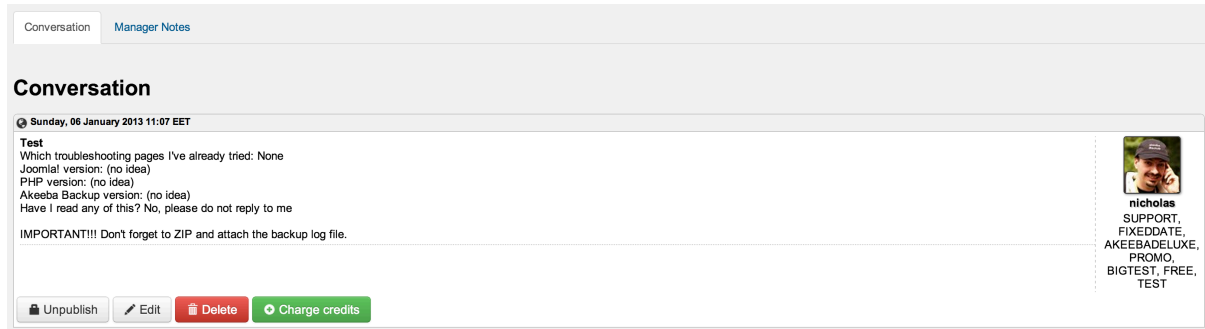 Conversation
Manager Notes
Conversation
Sunday, 06 January 2013 11:07 EET
Test
Which troubleshooting pages I've already tried: None
Joomla! version: (no idea)
PHP version: (no idea)
Akeeba Backup version: (no idea)
Have I read any of this? No, please do not reply to me
IMPORTANT!!! Don't forget to ZIP and attach the backup log file.
nicholas
SUPPORT,
FIXEDDATE,
AKEEBADELUXE,
PROMO,
BIGTEST, FREE,
TEST
Unpublish
Edit
Delete
Charge credits